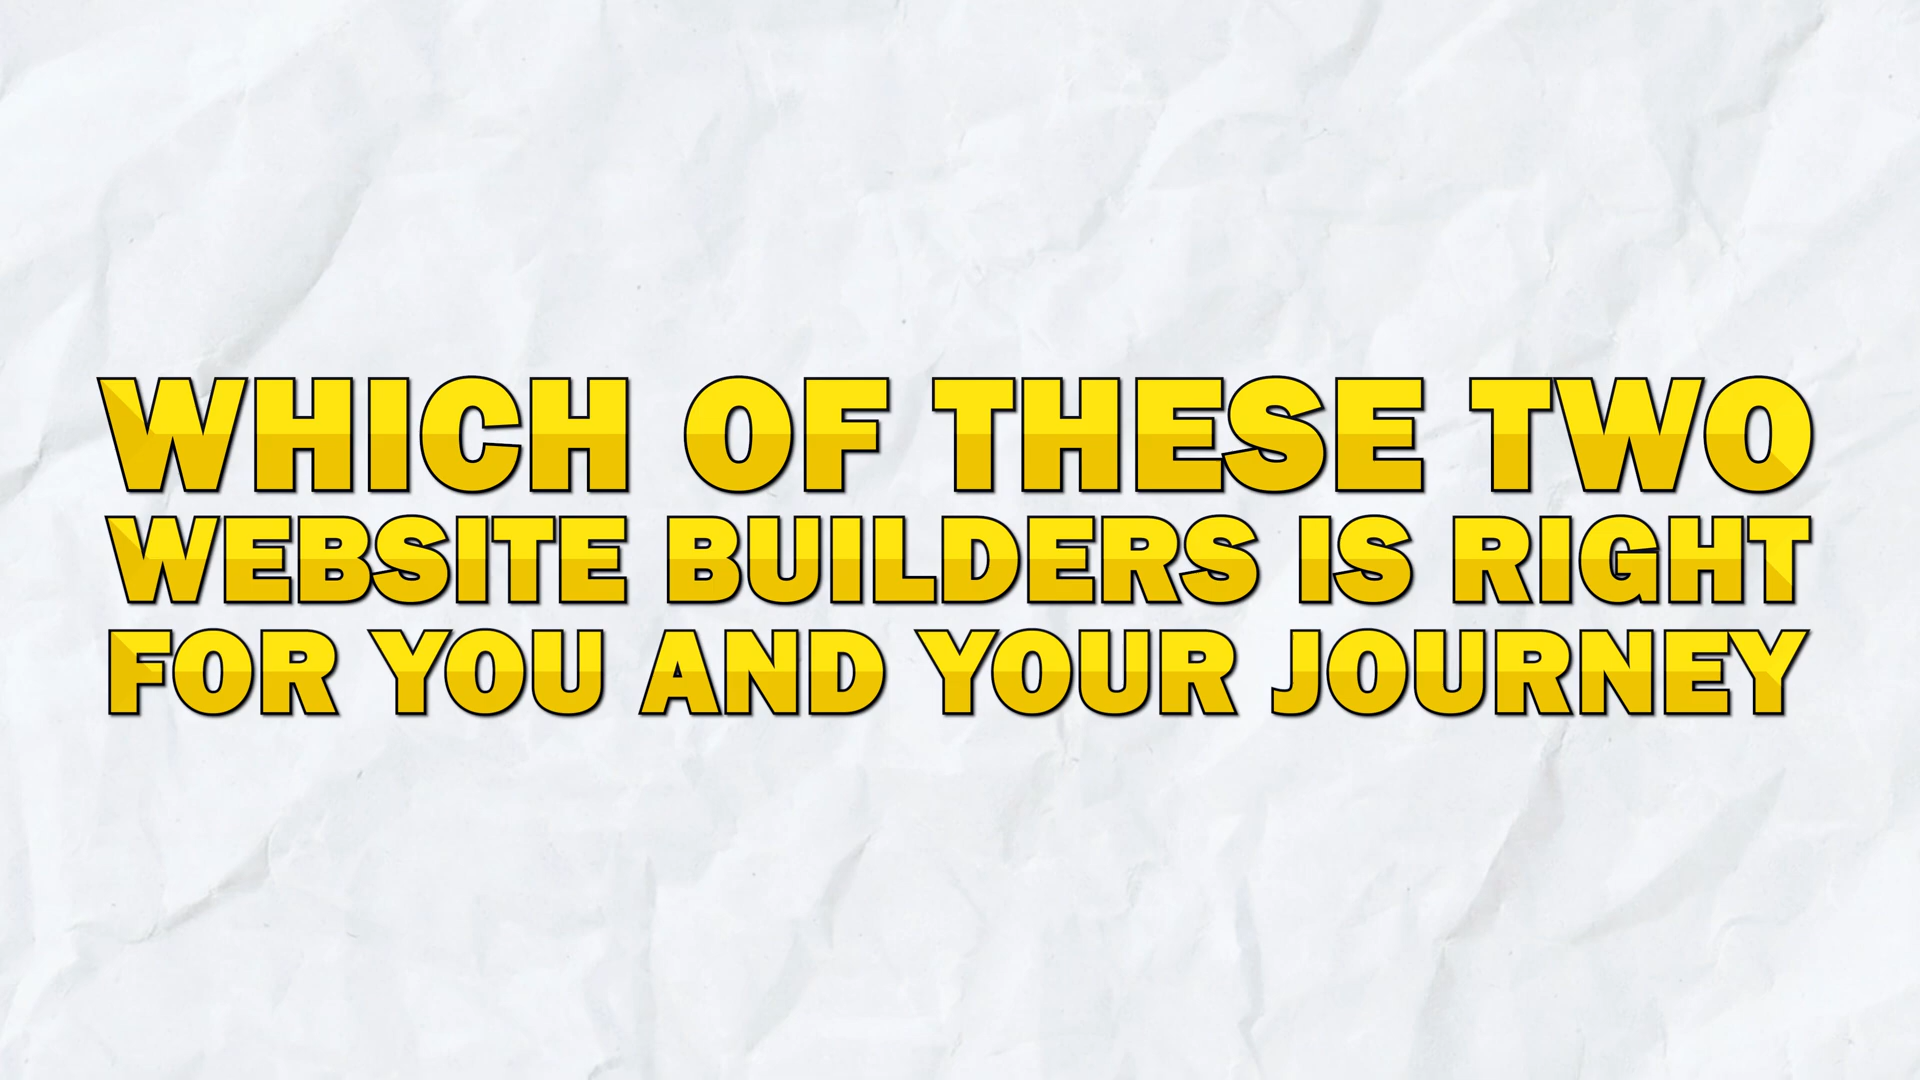 WHICH OF THESE TWO
WEBSITE BUILDERS IS RIGHT
FOR YOU AND YOUR JOURNEY